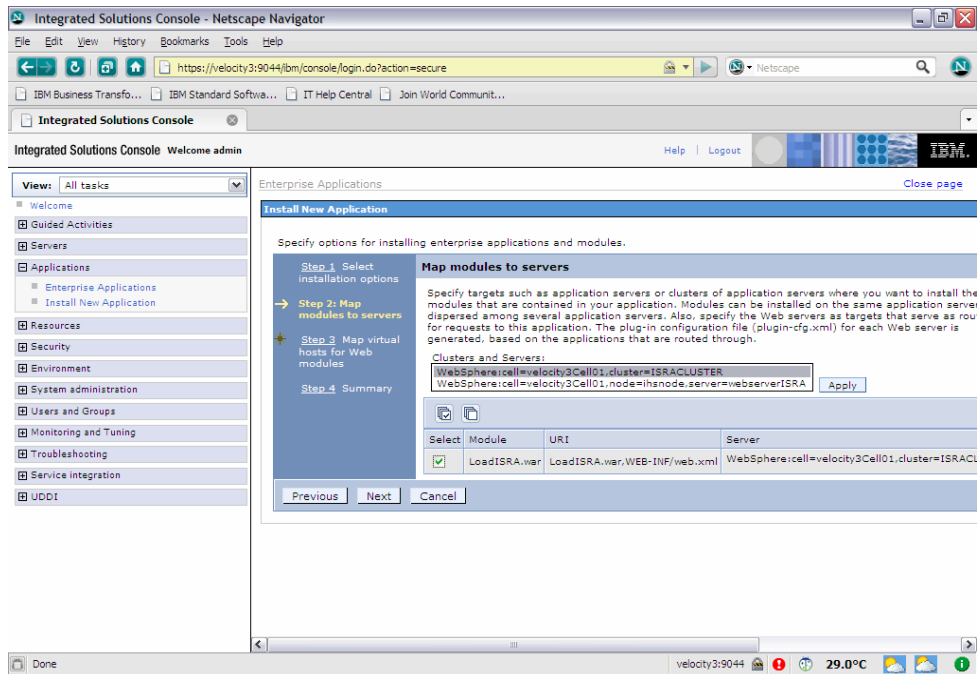 Integrated Solutions Console - Netscape Navigator
File Edit View History Bookmarks Tools Help
https://velocity3:9044/ibm/console/login.do?action=secure
Netscape
IBM Business Transfo... IBM Standard Softwa... IT Help Central Join World Communit...
Integrated Solutions Console
Integrated Solutions Console Welcome admin
Help | Logout
IBM.
View: All tasks
Welcome
Guided Activities
Servers
Applications
Enterprise Applications
Install New Application
Resources
Security
Environment
System administration
Users and Groups
Monitoring and Tuning
Troubleshooting
Service integration
UDDI
Enterprise Applications Close page
Install New Application
Specify options for installing enterprise applications and modules.
Step 1 Select
installation options
Step 2: Map
modules to servers
Step 3 Map virtual
hosts for Web
modules
Step 4 Summary
Map modules to servers
Specify targets such as application servers or clusters of application servers where you want to install the
modules that are contained in your application. Modules can be installed on the same application serve
dispersed among several application servers. Also, specify the Web servers as targets that serve as rou
for requests to this application. The plug-in configuration file (plugin-cfg.xml) for each Web server is
generated, based on the applications that are routed through.
Clusters and Servers:
WebSphere:cell=velocity3Cell01,cluster=ISRACLUSTER
WebSphere:cell=velocity3Cell01,node=ihsnode,server=webserverISRA
Apply
Select Module URI Server
LoadISRA.war LoadISRA.war,WEB-INF/web.xml WebSphere:cell=velocity3Cell01,cluster=ISRACL
Previous Next Cancel
Done
velocity3:9044 29.0°C